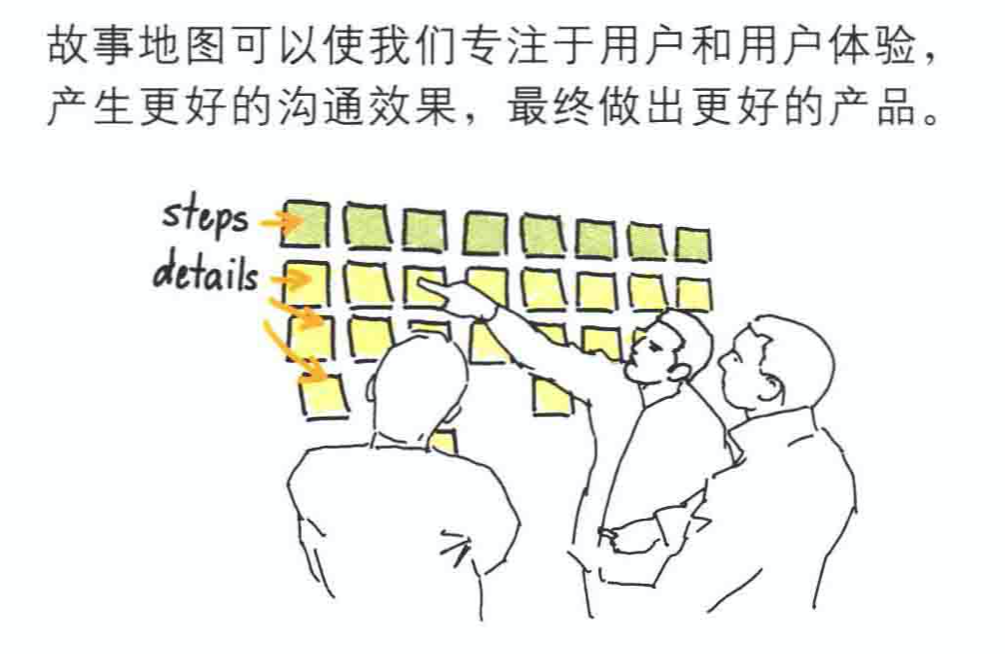 故事地图可以使我们专注于用户和用户体验，
产生更好的沟通效果，最终做出更好的产品。
steps
details